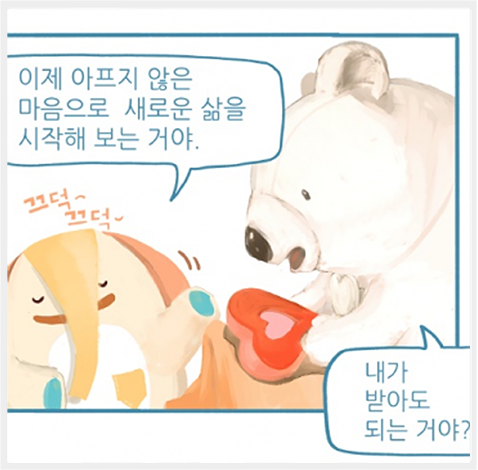 이제 아프지 않은
마음으로 새로운 삶을
시작해 보는 거야.
끄덕~
끄덕~
내가
받아도
되는 거야?